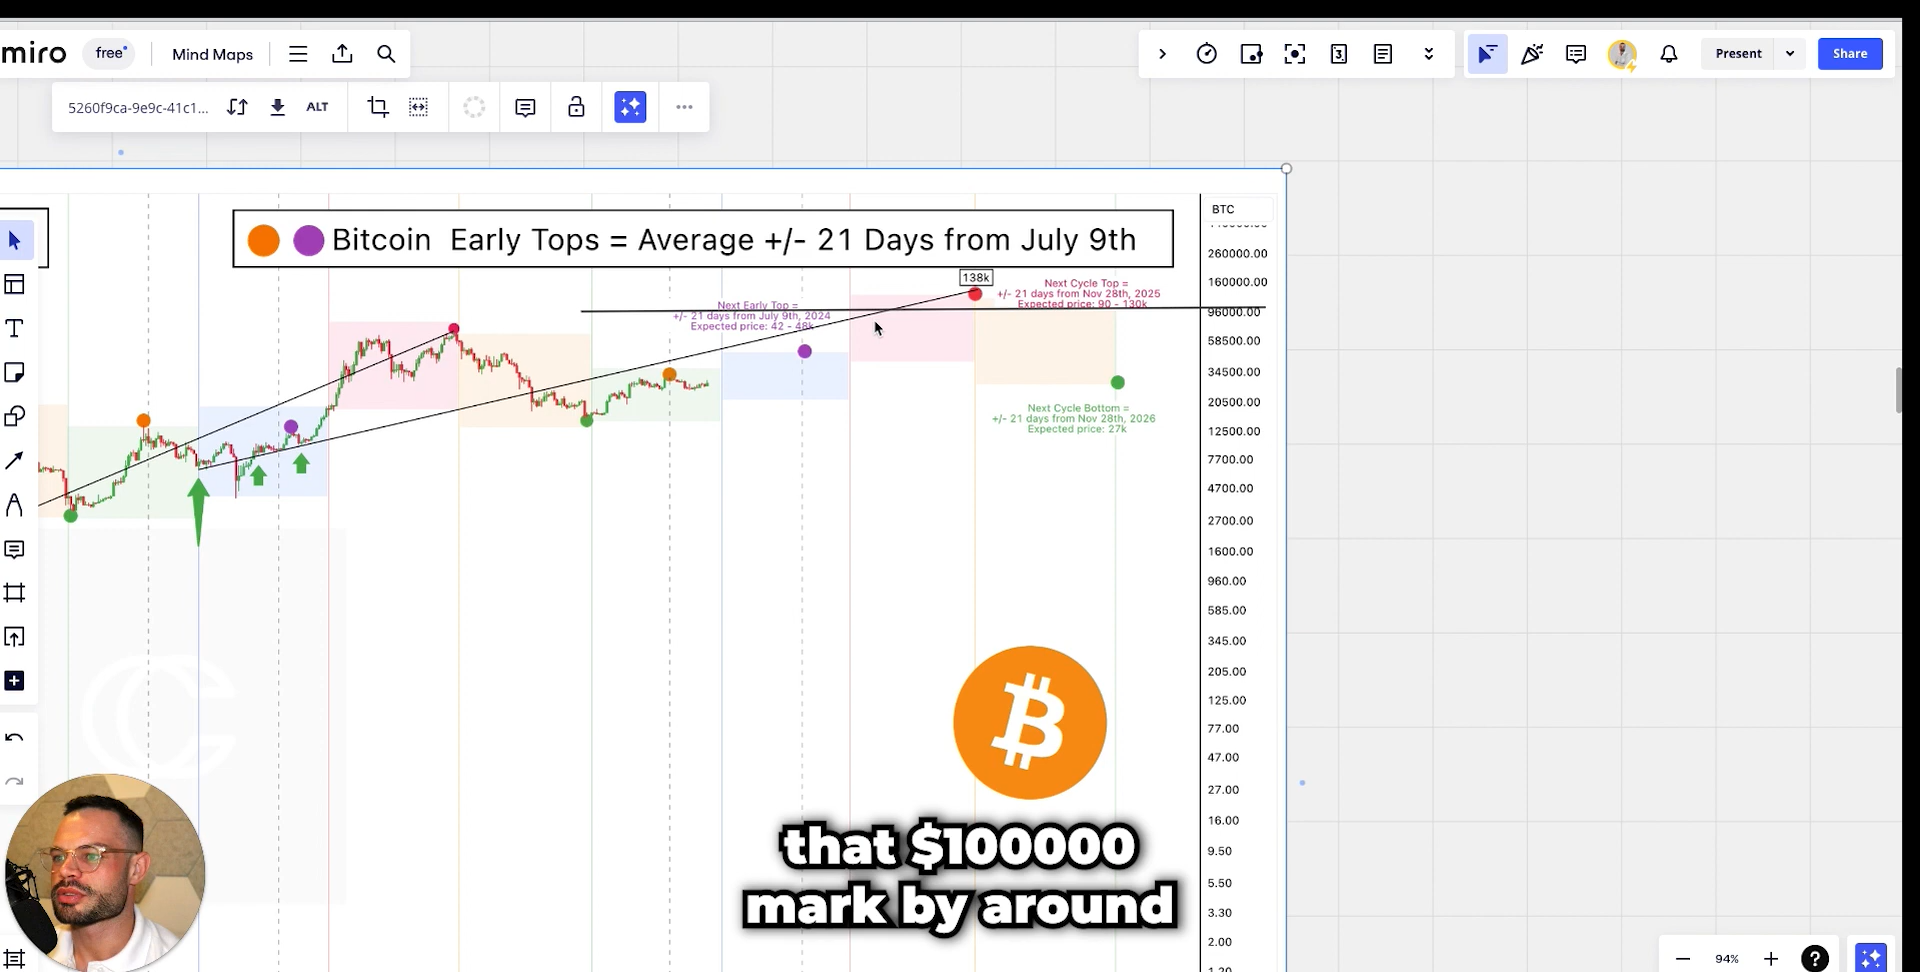 miro
free
Mind Maps
Present
Share
5260f9ca-9e9c-41c1...
ALT
3
Bitcoin Early Tops = Average +/- 21 Days from July 9th
BTC
260000.00
160000.00
96000.00
58500.00
34500.00
20500.00
12500.00
7700.00
4700.00
2700.00
1600.00
960.00
585.00
345.00
205.00
125.00
77.00
47.00
27.00
16.00
9.50
5.50
3.30
2.00
138k
Next Cycle Top =
+/- 21 days from Nov 28th, 2025
Expected price: 90 - 130k
Next Early Top =
+/- 21 days from July 9th, 2024
Expected price: 42 - 48k
Next Cycle Bottom =
+/- 21 days from Nov 28th, 2026
Expected price: 27k
that $100000
mark by around
94%
?